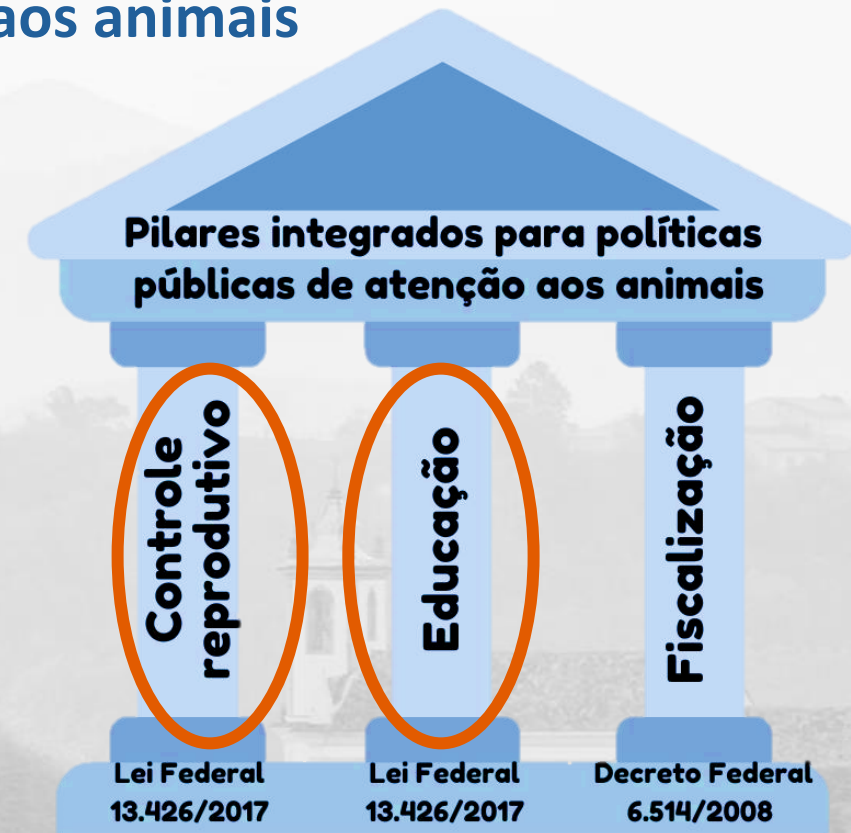 aos animais
Pilares integrados para políticas
públicas de atenção aos animais
Controle
reprodutivo
Educação
Fiscalização
Lei Federal
13.426/2017
Lei Federal
13.426/2017
Decreto Federal
6.514/2008